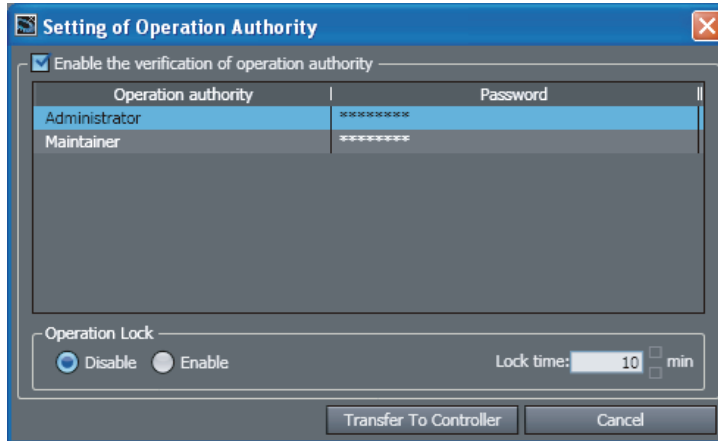 Setting of Operation Authority
Enable the verification of operation authority
Operation authority Password
Administrator ********
Maintainer ********
Operation Lock
Disable Enable Lock time: 10 min
Transfer To Controller Cancel